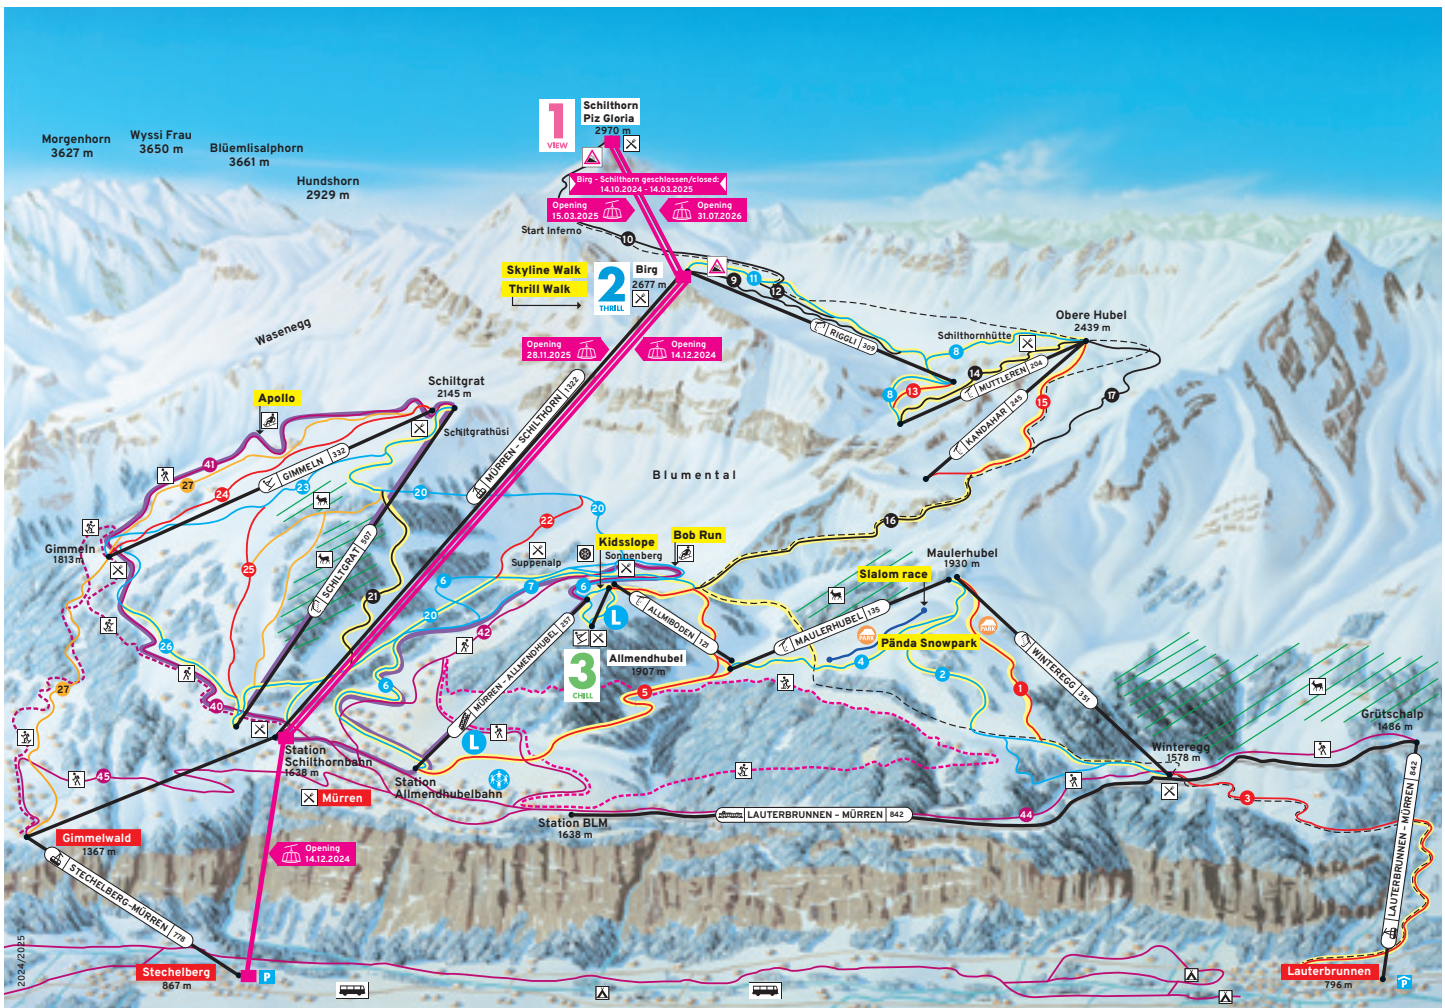 Schilthorn
Piz Gloria
2970 m
1
VIEW
Morgenhorn
3627 m
Wyssi Frau
3650 m
Blüemlisalphorn
3661 m
Hundshorn
2929 m
Birg - Schilthorn geschlossen/closed:
14.10.2024 - 14.03.2025
Opening
15.03.2025
Opening
31.07.2026
Start Inferno
10
Skyline Walk
Thrill Walk
2
THRILL
Birg
2677 m
9
11
12
Opening
28.11.2025
Opening
14.12.2024
RIGGLI 309
Schilthornhütte
Obere Hubel
2439 m
8
8
13
14
MUTTLEREN 204
KANDAHAR 245
15
17
16
Wasenegg
Schiltgrat
2145 m
Schiltgrathüsi
Apollo
MÜRREN - SCHILTHORN 1322
Blumental
41
27
24
GIMMELN 332
23
20
20
22
Gimmeln
1813 m
25
SCHILTGRAT 507
21
Suppenalp
Kidsslope
Sonnenberg
Bob Run
6
7
6
20
42
26
27
40
6
L
ALLMIBODEN 121
MÜRREN - ALLMENDHUBEL 257
3
CHILL
Allmendhubel
1907 m
L
5
Maulerhubel
1930 m
Slalom race
MAULERHUBEL 135
PARK
PARK
Pända Snowpark
4
2
1
WINTEREGG 351
Winteregg
1578 m
Grütschalp
1486 m
45
Station
Schilthornbahn
1638 m
Mürren
Station
Allmendhubelbahn
Station BLM
1638 m
LAUTERBRUNNEN - MÜRREN 842
44
3
LAUTERBRUNNEN - MÜRREN 842
Gimmelwald
1367 m
Opening
14.12.2024
STECHELBERG-MÜRREN 778
Stechelberg
867 m
P
Lauterbrunnen
796 m
P
2024/2025